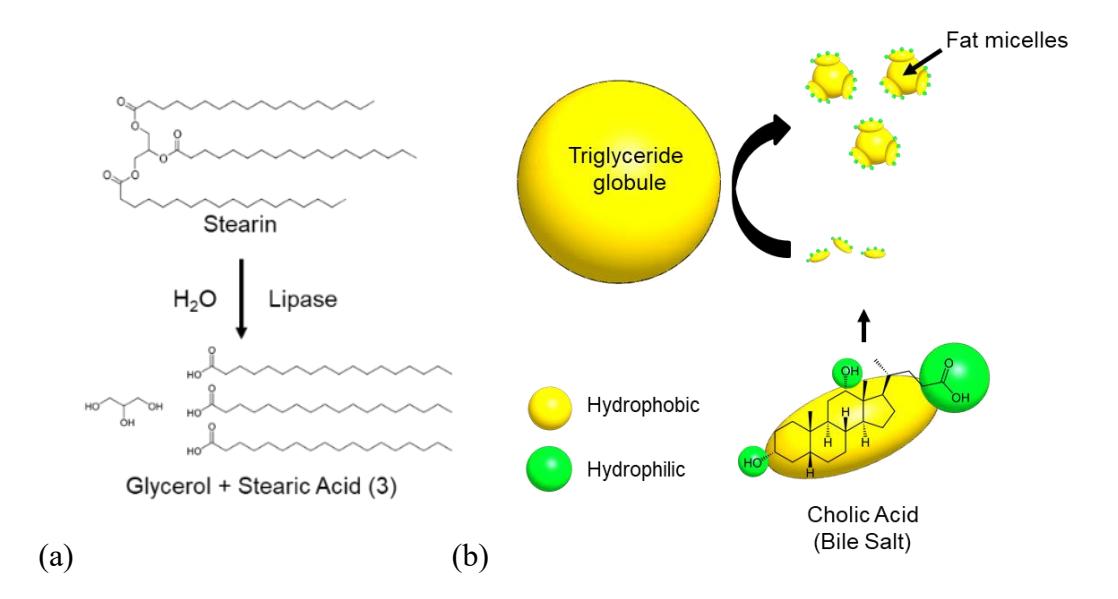 Stearin
H₂O Lipase
Glycerol + Stearic Acid (3)
(a)
Fat micelles
Triglyceride
globule
Hydrophobic
Hydrophilic
Cholic Acid
(Bile Salt)
(b)
O
O
O
O
O
O
O
HO
O
HO
O
HO
HO
OH
OH
OH
O
OH
HO
H
H
H
H